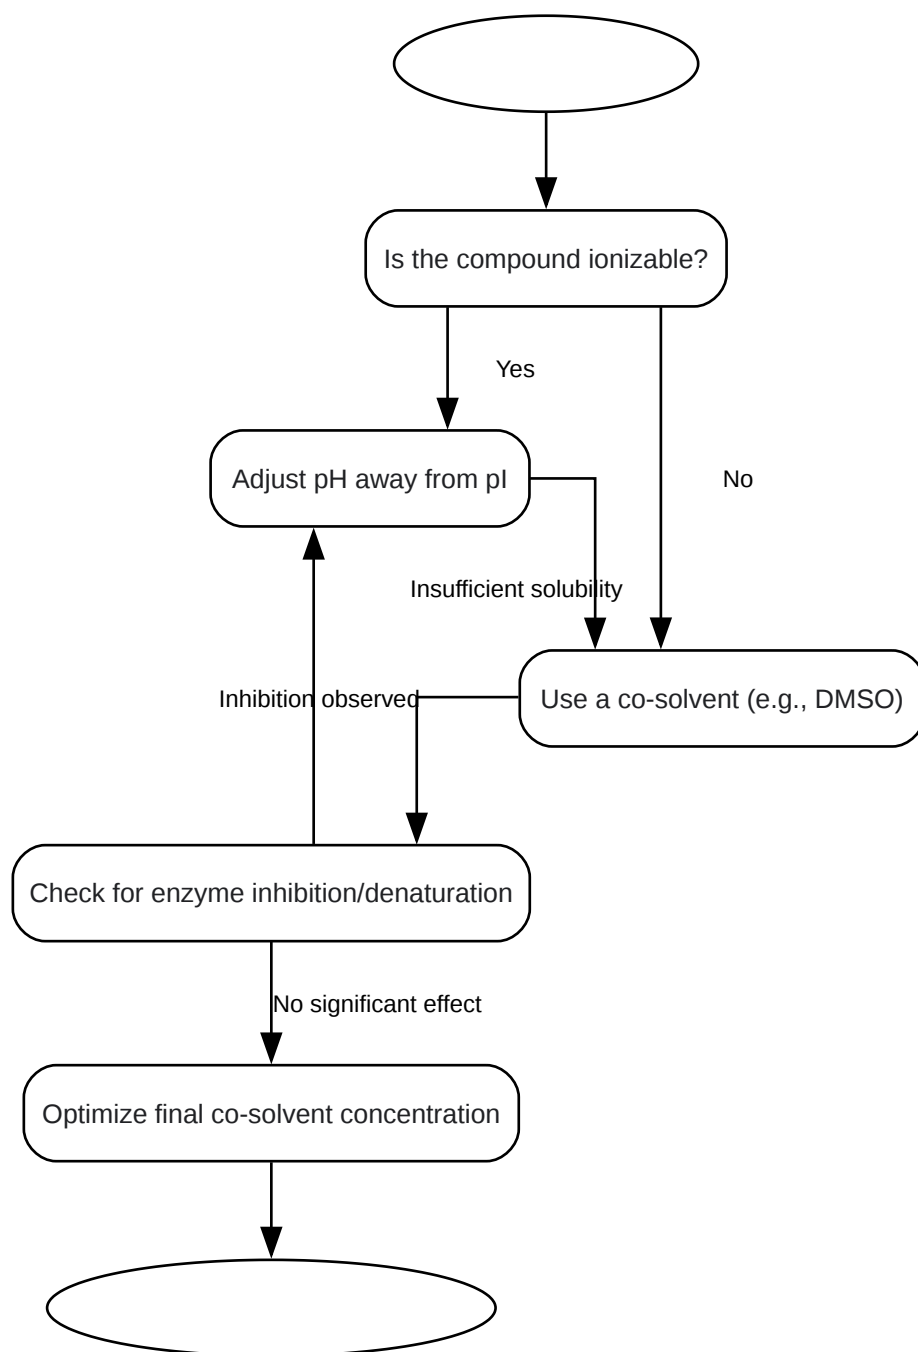 Is the compound ionizable?
Yes
Adjust pH away from pI
No
Insufficient solubility
Inhibition observed
Use a co-solvent (e.g., DMSO)
Check for enzyme inhibition/denaturation
No significant effect
Optimize final co-solvent concentration